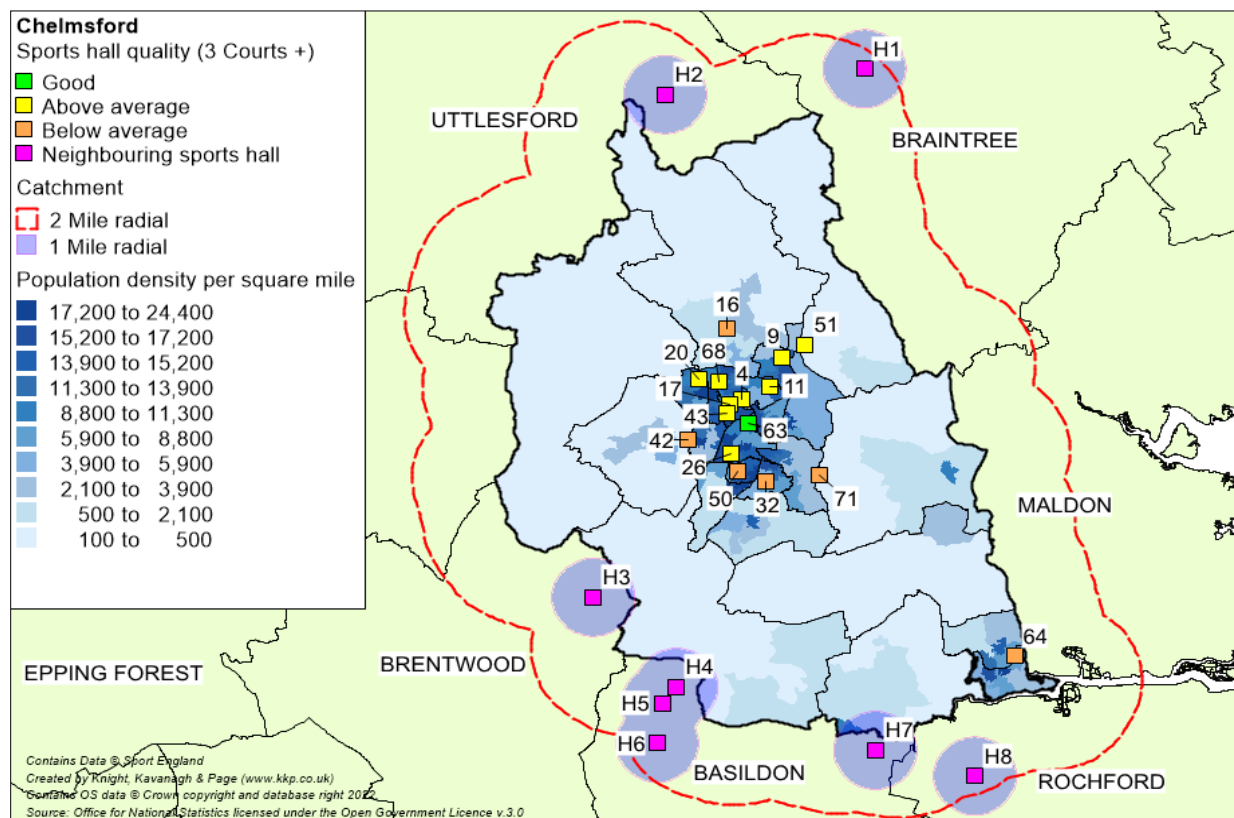 Chelmsford
Sports hall quality (3 Courts +)
Good
Above average
Below average
Neighbouring sports hall
Catchment
2 Mile radial
1 Mile radial
Population density per square mile
17,200 to 24,400
15,200 to 17,200
13,900 to 15,200
11,300 to 13,900
8,800 to 11,300
5,900 to 8,800
3,900 to 5,900
2,100 to 3,900
500 to 2,100
100 to 500
H1
H2
UTTLESFORD
BRAINTREE
16
51
9
20
68
4
17
11
43
63
42
26
71
50
32
MALDON
H3
64
BRENTWOOD
EPPING FOREST
H4
H5
H6
H7
BASILDON
H8
ROCHFORD
Contains Data © Sport England
Created by Knight, Kavanagh & Page (www.kkp.co.uk)
Contains OS data © Crown copyright and database right 2022
Source: Office for National Statistics licensed under the Open Government Licence v.3.0